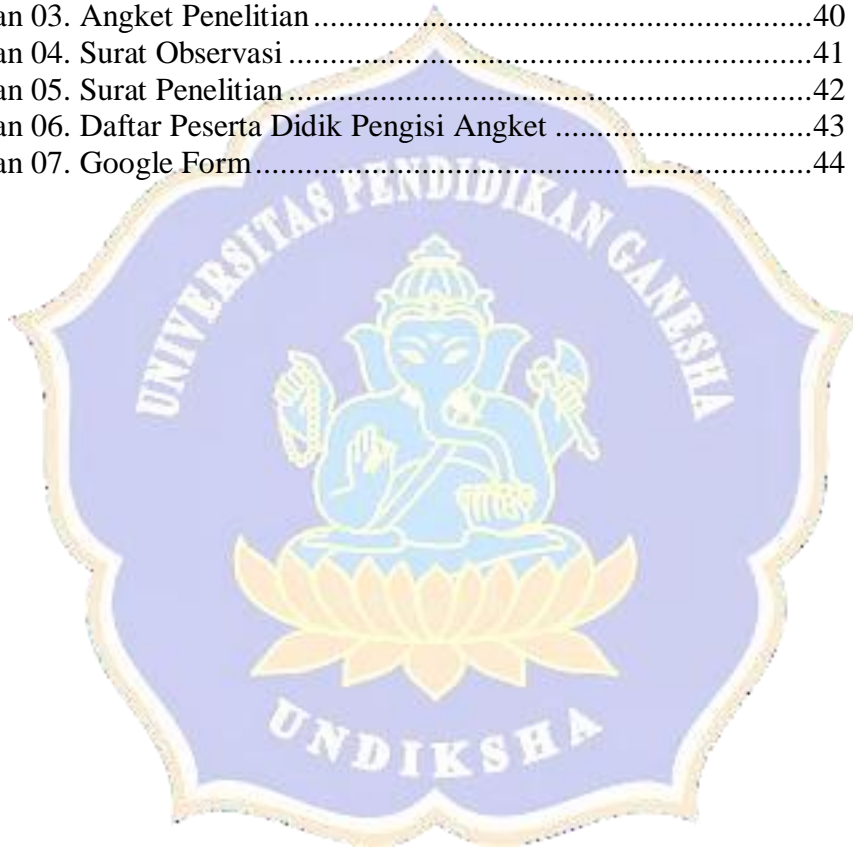 an 03. Angket Penelitian ................................................................ 40
an 04. Surat Observasi ................................................................ 41
an 05. Surat Penelitian ................................................................ 42
an 06. Daftar Peserta Didik Pengisi Angket ................................ 43
an 07. Google Form ................................................................ 44
UNIVERSITAS PENDIDIKAN GANESHA
UNDIKSHA